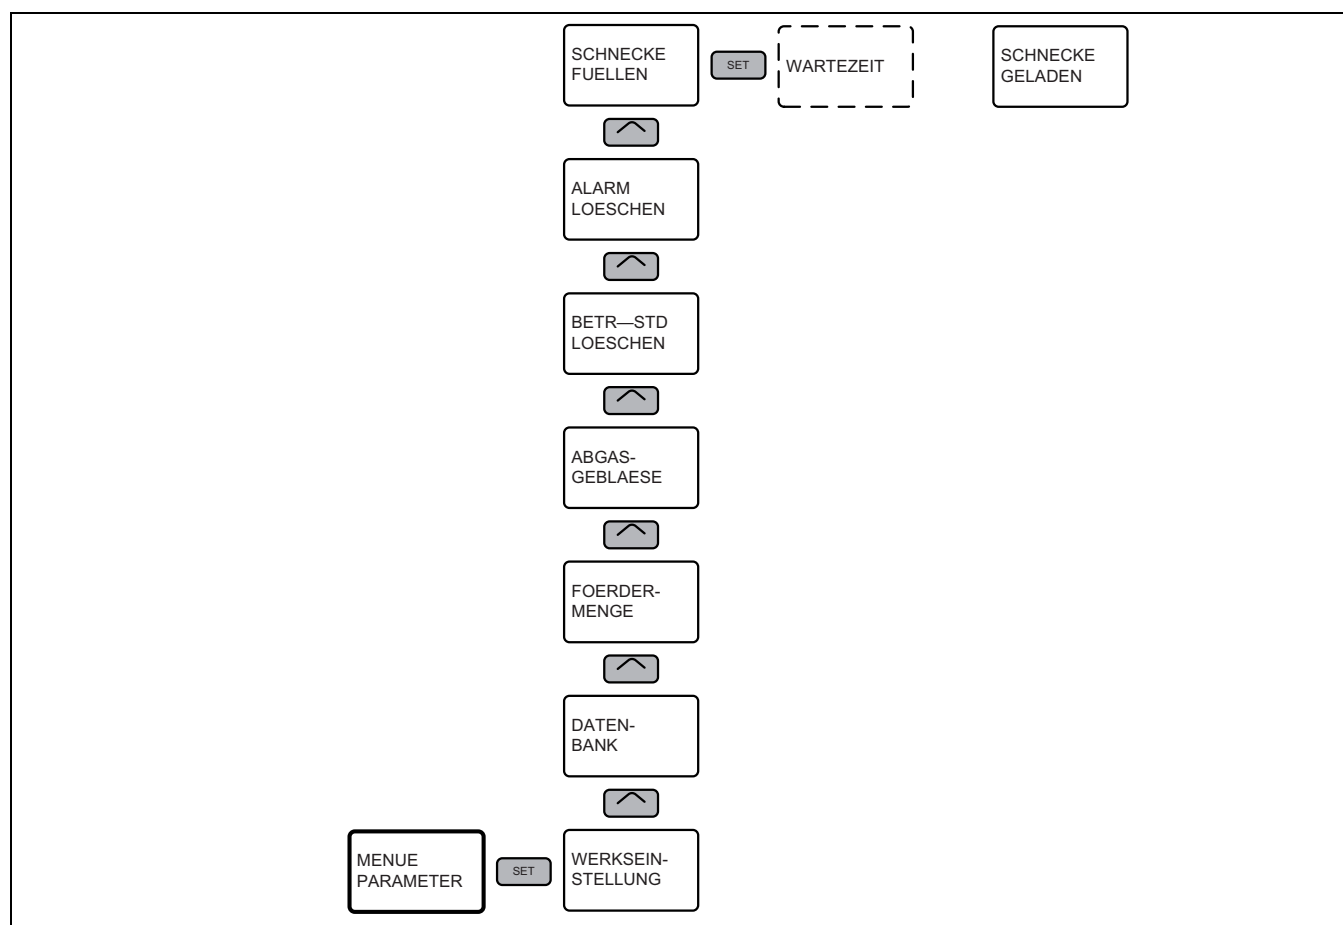 SCHNECKE
FUELLEN
SET
WARTEZEIT
SCHNECKE
GELADEN
ALARM
LOESCHEN
BETR—STD
LOESCHEN
ABGAS-
GEBLAESE
FOERDER-
MENGE
DATEN-
BANK
MENUE
PARAMETER
SET
WERKSEIN-
STELLUNG